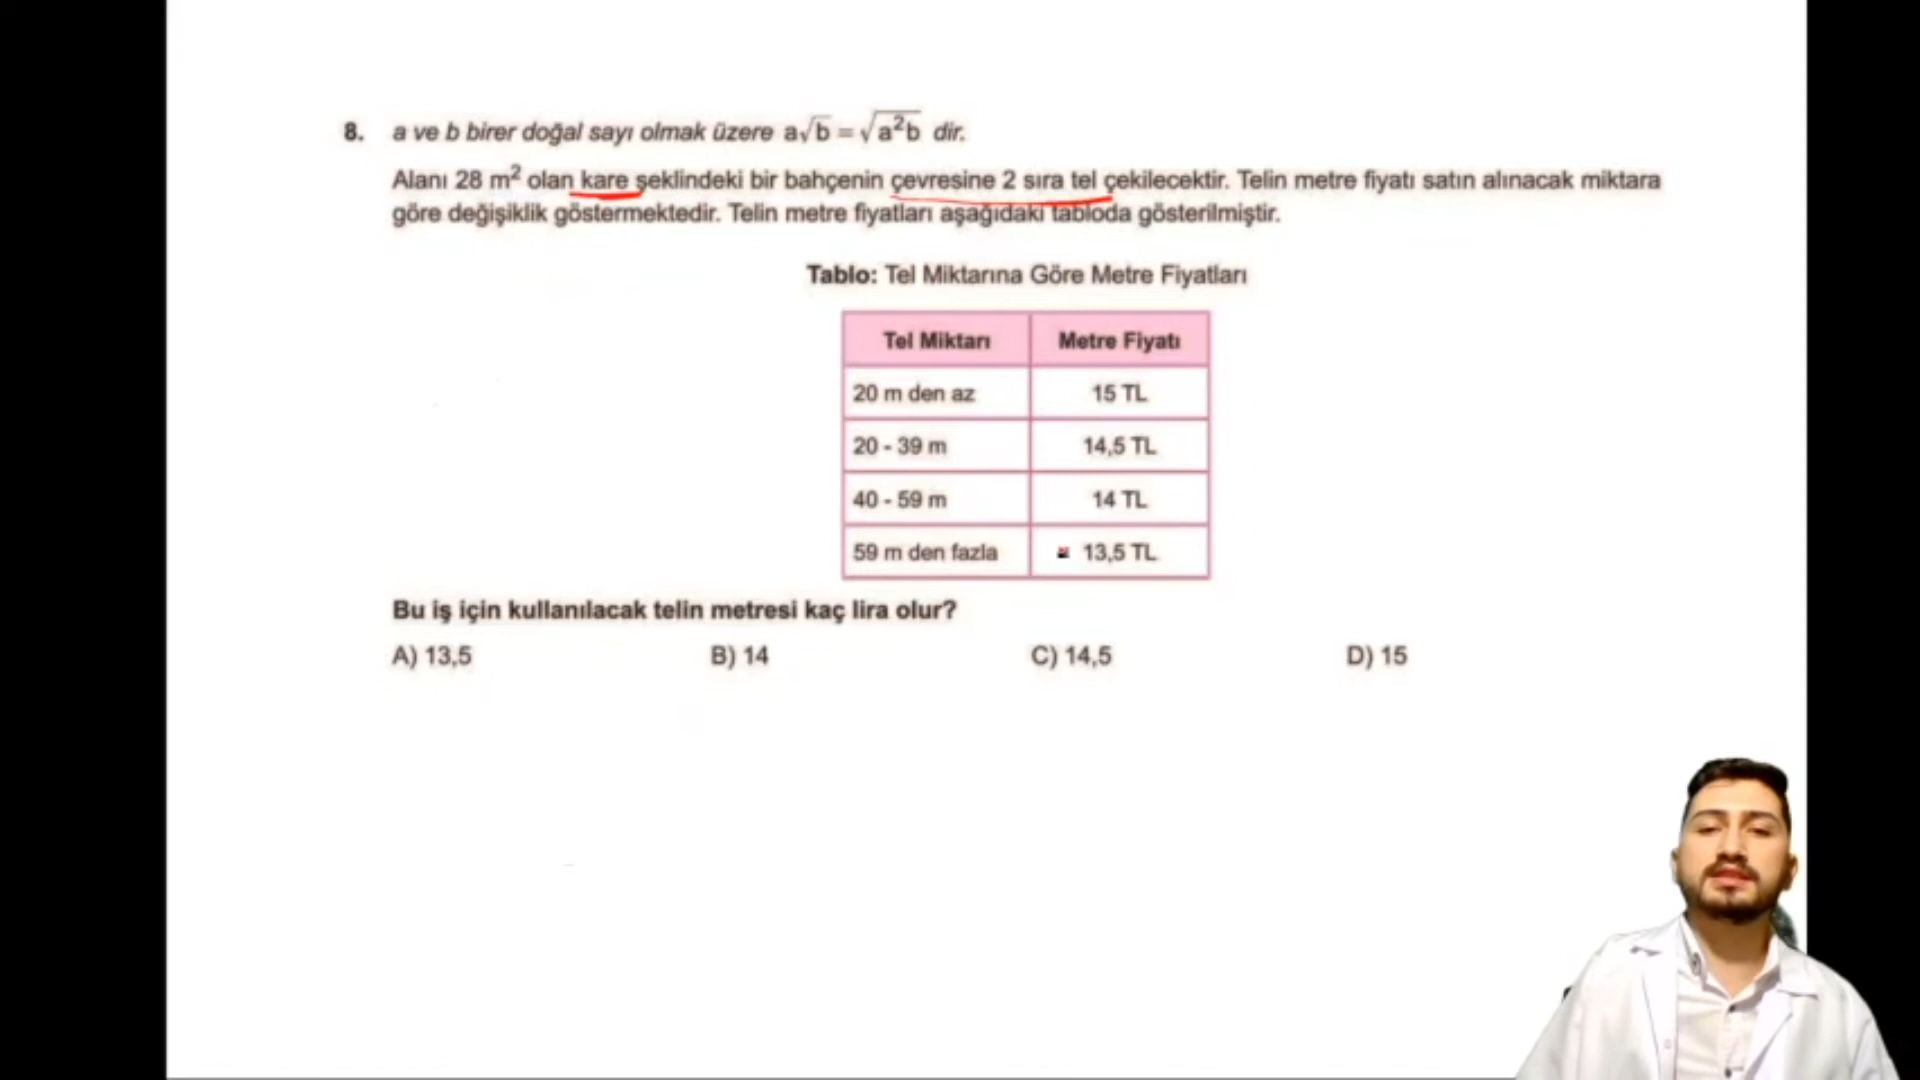 8. a ve b birer doğal sayı olmak üzere a√b = √a²b dir.
Alanı 28 m² olan kare şeklindeki bir bahçenin çevresine 2 sıra tel çekilecektir. Telin metre fiyatı satın alınacak miktara
göre değişiklik göstermektedir. Telin metre fiyatları aşağıdaki tabloda gösterilmiştir.
Tablo: Tel Miktarına Göre Metre Fiyatları
Tel Miktarı Metre Fiyatı
20 m den az 15 TL
20 - 39 m 14,5 TL
40 - 59 m 14 TL
59 m den fazla 13,5 TL
Bu iş için kullanılacak telin metresi kaç lira olur?
A) 13,5 B) 14 C) 14,5 D) 15